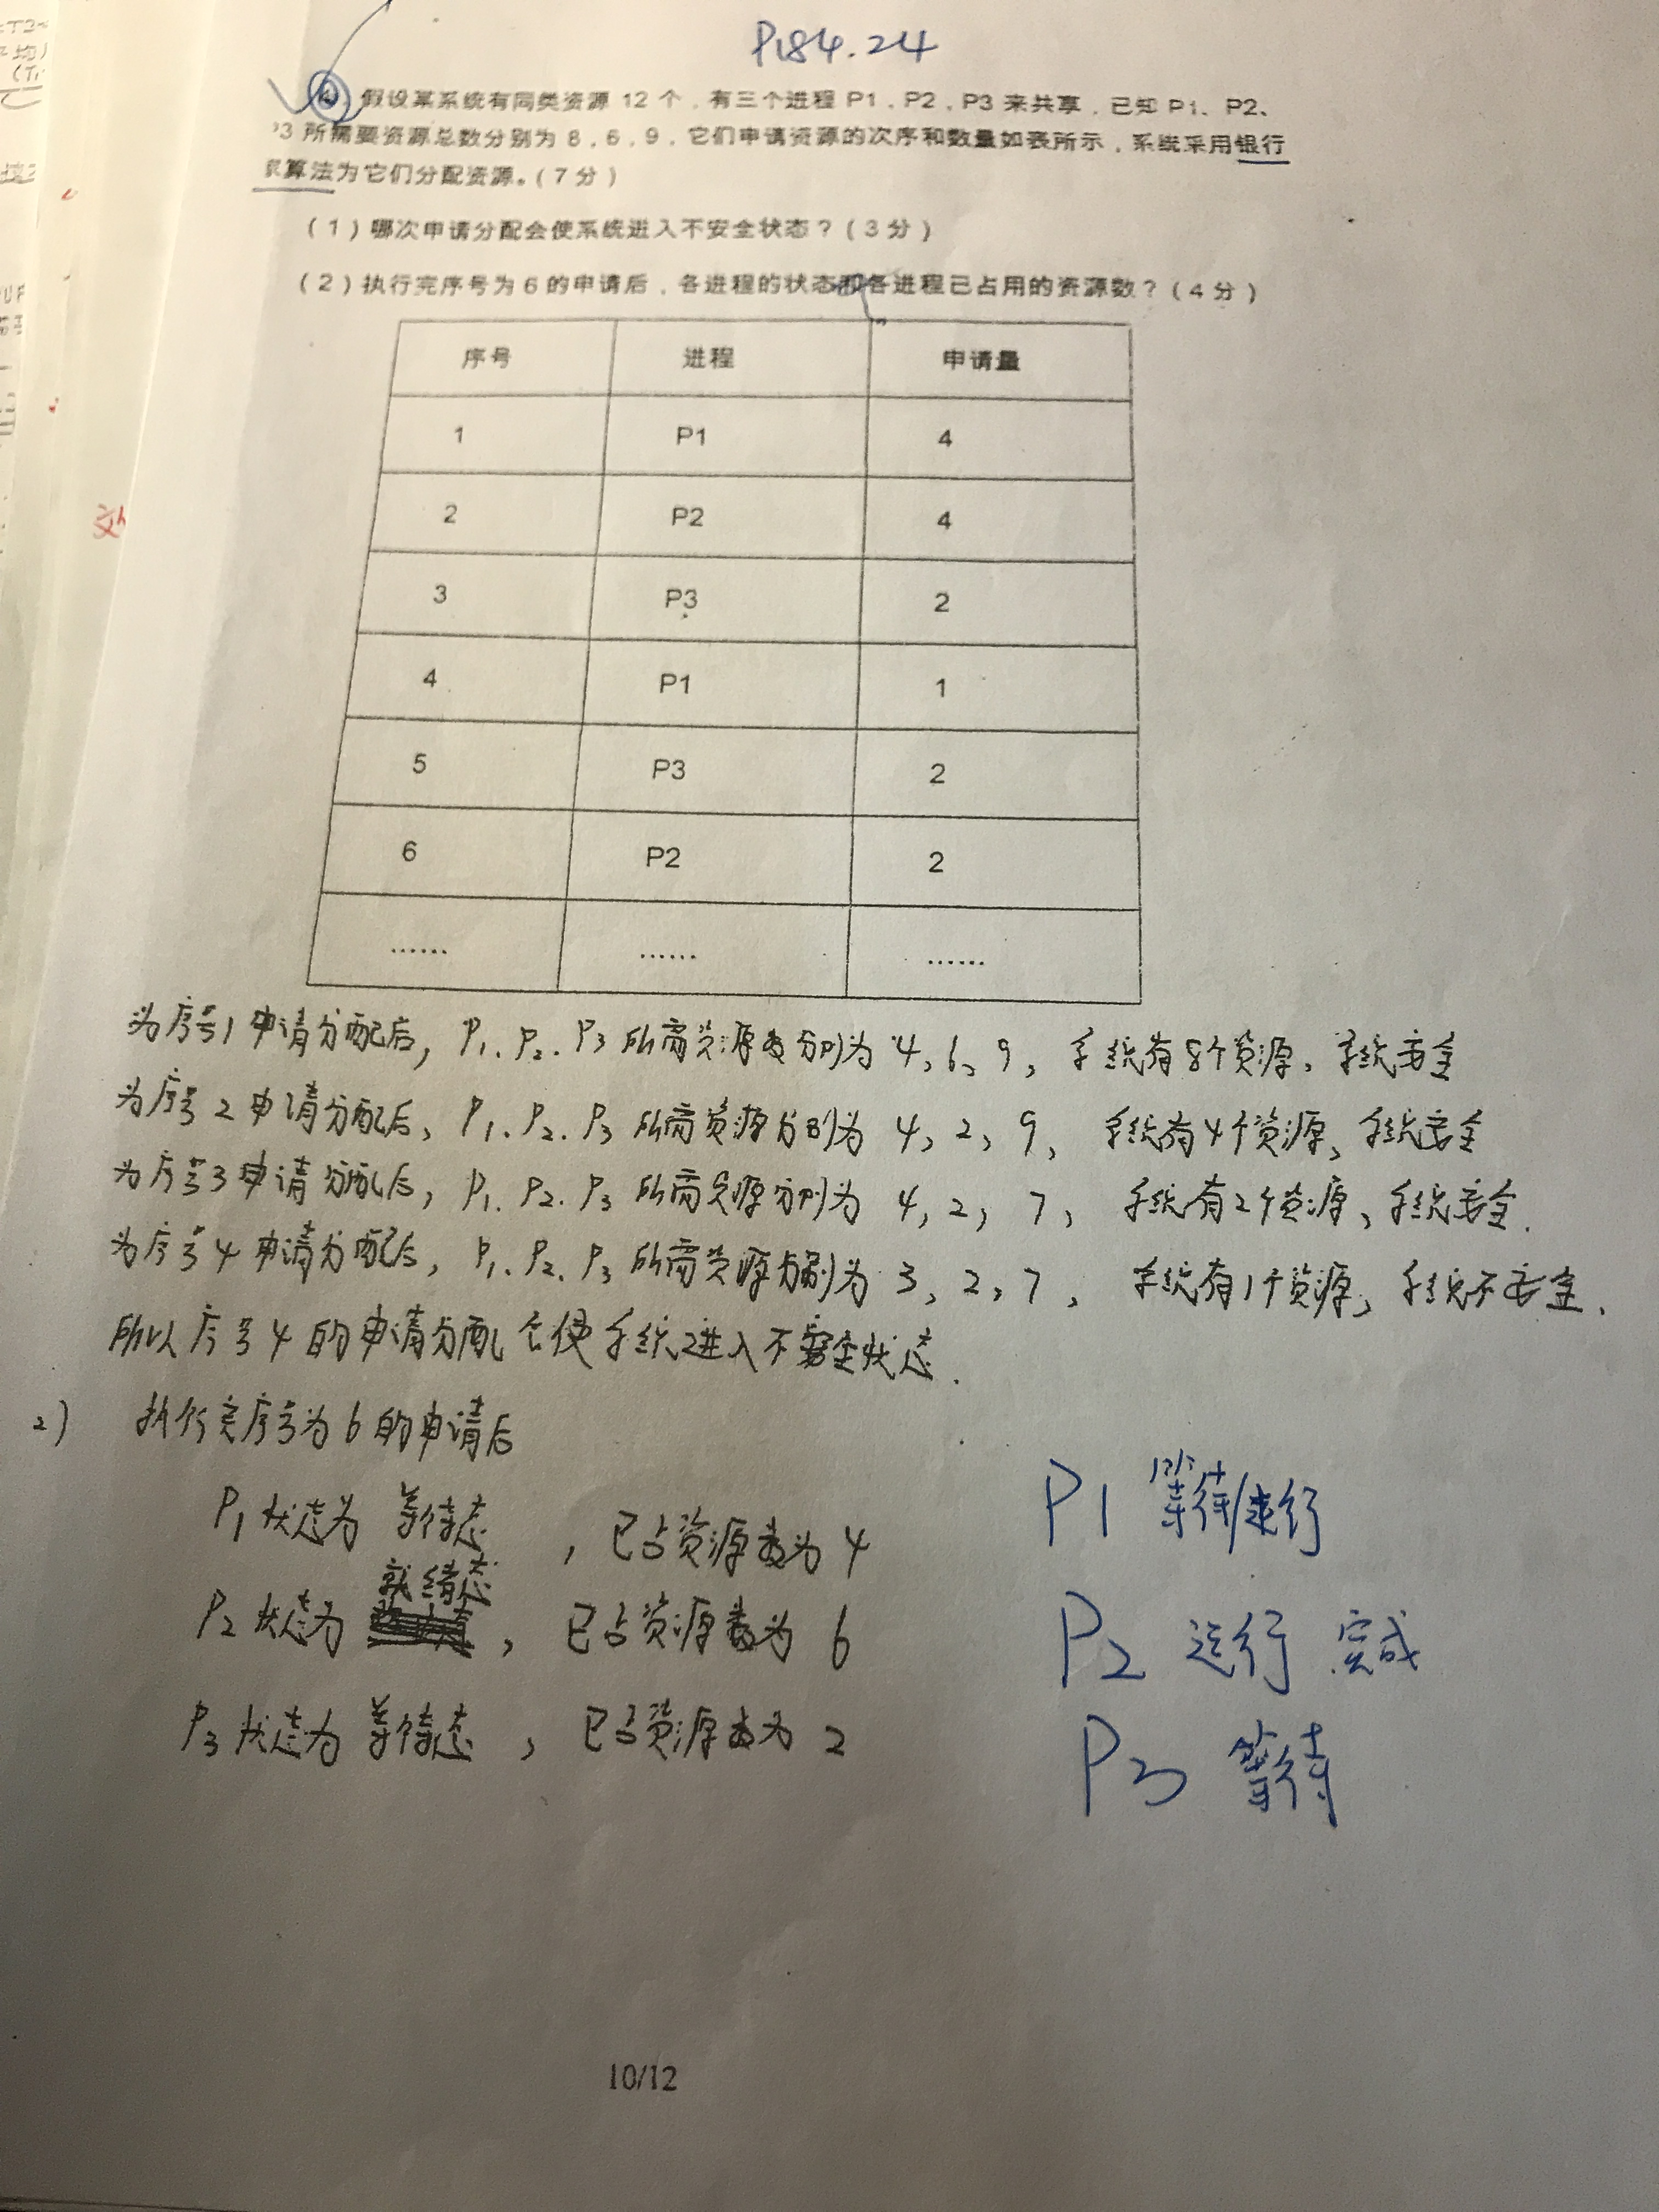 P184.24
假设某系统有同类资源 12 个，有三个进程 P1，P2，P3 来共享，已知 P1、P2、
P3 所需要资源总数分别为 8，6，9，它们申请资源的次序和数量如表所示，系统采用银行
家算法为它们分配资源。（7 分）
（1）哪次申请分配会使系统进入不安全状态？（3 分）
（2）执行完序号为 6 的申请后，各进程的状态和各进程已占用的资源数？（4 分）
序号 进程 申请量
1 P1 4
2 P2 4
3 P3 2
4 P1 1
5 P3 2
6 P2 2
…… …… ……
为序号1申请分配后，P1、P2、P3 所需资源数分别为 4，6，9，系统有8个资源，系统安全
为序号2申请分配后，P1、P2、P3 所需资源分别为 4，2，9，系统有4个资源，系统安全
为序号3申请分配后，P1、P2、P3 所需资源分别为 4，2，7，系统有2个资源，系统安全.
为序号4申请分配后，P1、P2、P3 所需资源分别为 3，2，7，系统有1个资源，系统不安全.
所以序号4的申请分配会使系统进入不安全状态.
2) 执行完序号为6的申请后
P1状态为 等待态，已占资源数为4
P2状态为 就绪态，已占资源数为6
P3状态为 等待态，已占资源数为2
P1 等待
P2 运行 完成
P3 等待
10/12